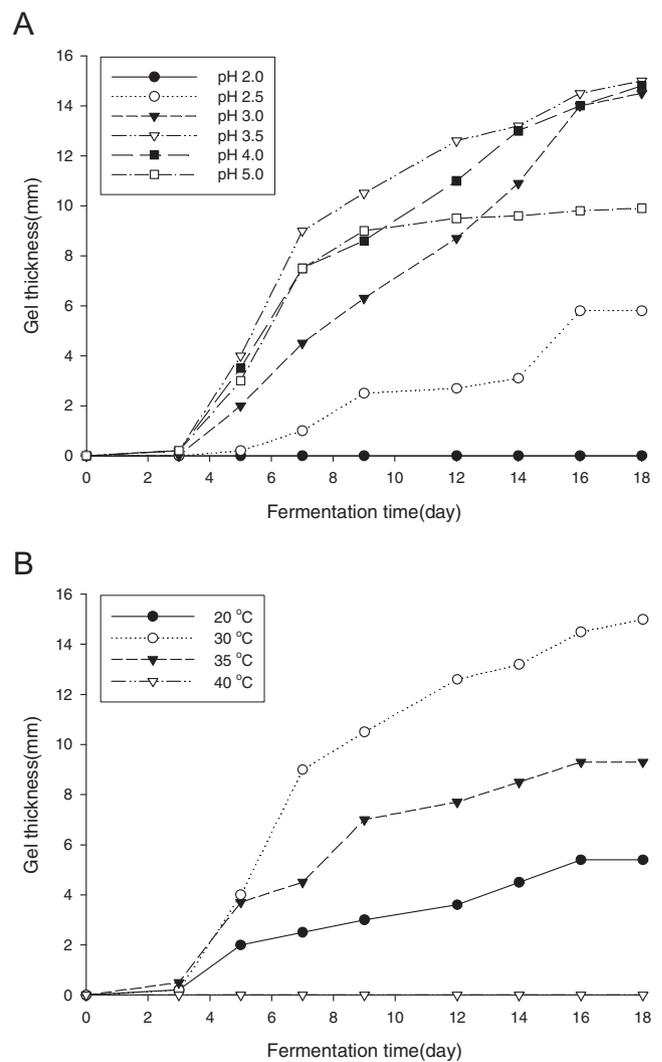 A
16
14
12
10
8
6
4
2
0
Gel thickness(mm)
pH 2.0
pH 2.5
pH 3.0
pH 3.5
pH 4.0
pH 5.0
0 2 4 6 8 10 12 14 16 18
Fermentation time(day)
B
16
14
12
10
8
6
4
2
0
Gel thickness(mm)
20 °C
30 °C
35 °C
40 °C
0 2 4 6 8 10 12 14 16 18
Fermentation time(day)